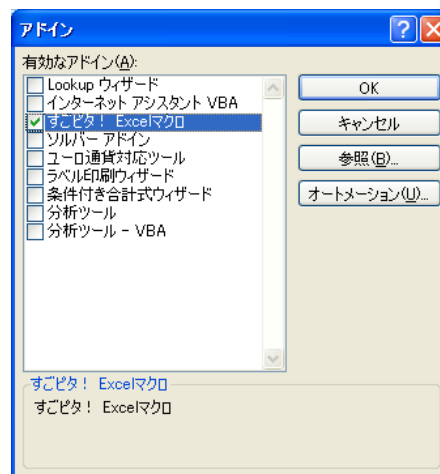 アドイン
有効なアドイン(A):
Lookup ウィザード
インターネット アシスタント VBA
すごピタ! Excelマクロ
ソルバー アドイン
ユーロ通貨対応ツール
ラベル印刷ウィザード
条件付き合計式ウィザード
分析ツール
分析ツール - VBA
OK
キャンセル
参照(B)...
オートメーション(U)...
すごピタ! Excelマクロ
すごピタ! Excelマクロ